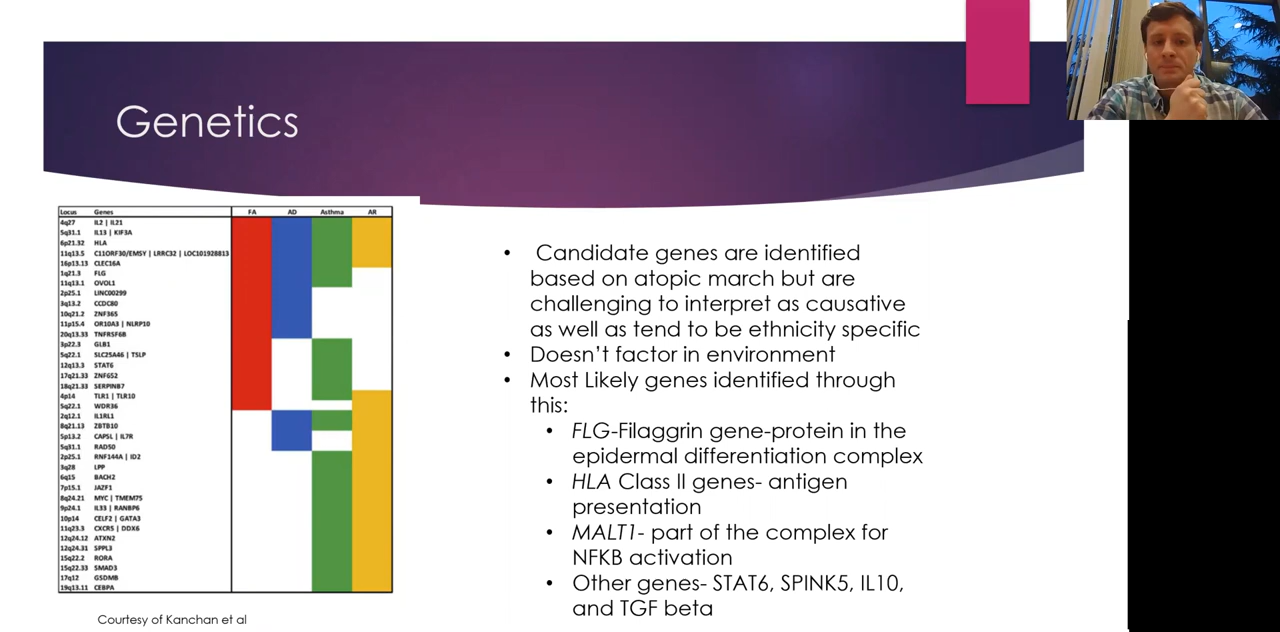 Genetics
Locus Genes FA AD Asthma AR
4q27 IL2 | IL21
5q31.1 IL13 | KIF3A
6p21.32 HLA
11q13.5 C11ORF30/EMSY | LRRC32 | LOC101928813
16p13.13 CLEC16A
1q21.3 FLG
11q13.1 OVOL1
2p25.1 LINC00299
3q13.2 CCDC80
10q21.2 ZNF365
11p15.4 OR10A3 | NLRP10
20q13.33 TNFRSF6B
3p22.3 GLB1
5q22.1 SLC25A46 | TSLP
12q13.3 STAT6
17q21.33 ZNF652
18q21.33 SERPINB7
4p14 TLR1 | TLR10
5q22.1 WDR36
2q12.1 IL1RL1
8q21.13 ZBTB10
5p13.2 CAPSL | IL7R
5q31.1 RAD50
2p25.1 RNF144A | ID2
3q28 LPP
6q15 BACH2
7p15.1 JAZF1
8q24.21 MYC | TMEM75
9p24.1 IL33 | RANBP6
10p14 CELF2 | GATA3
11q23.3 CXCR5 | DDX6
12q24.12 ATXN2
12q24.31 SPPL3
15q22.2 RORA
15q22.33 SMAD3
17q12 GSDMB
19q13.11 CEBPA
Courtesy of Kanchan et al
• Candidate genes are identified
based on atopic march but are
challenging to interpret as causative
as well as tend to be ethnicity specific
• Doesn't factor in environment
• Most Likely genes identified through
this:
• FLG-Filaggrin gene-protein in the
epidermal differentiation complex
• HLA Class II genes- antigen
presentation
• MALT1- part of the complex for
NFKB activation
• Other genes- STAT6, SPINK5, IL10,
and TGF beta